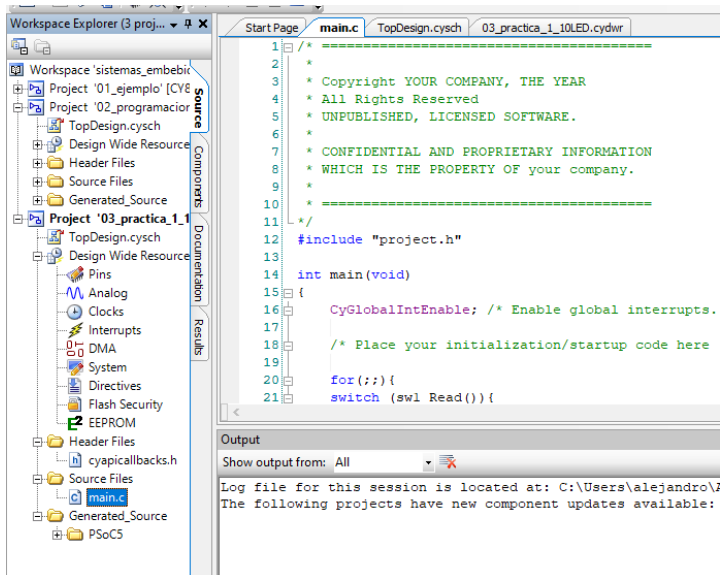 Workspace Explorer (3 proj...
Workspace 'sistemas_embebic
Project '01_ejemplo' [CY8
Project '02_programacior
TopDesign.cysch
Design Wide Resource
Header Files
Source Files
Generated_Source
Project '03_practica_1_1
TopDesign.cysch
Design Wide Resource
Pins
Analog
Clocks
Interrupts
DMA
System
Directives
Flash Security
EEPROM
Header Files
cyapicallbacks.h
Source Files
main.c
Generated_Source
PSoC5
Source
Components
Documentation
Results
Start Page main.c TopDesign.cysch 03_practica_1_10LED.cydwr
1 /* ========================================
2 *
3 * Copyright YOUR COMPANY, THE YEAR
4 * All Rights Reserved
5 * UNPUBLISHED, LICENSED SOFTWARE.
6 *
7 * CONFIDENTIAL AND PROPRIETARY INFORMATION
8 * WHICH IS THE PROPERTY OF your company.
9 *
10 * ========================================
11 */
12 #include "project.h"
13
14 int main(void)
15 {
16 CyGlobalIntEnable; /* Enable global interrupts.
17
18 /* Place your initialization/startup code here
19
20 for(;;){
21 switch (sw1_Read()){
Output
Show output from: All
Log file for this session is located at: C:\Users\alejandro\A
The following projects have new component updates available: